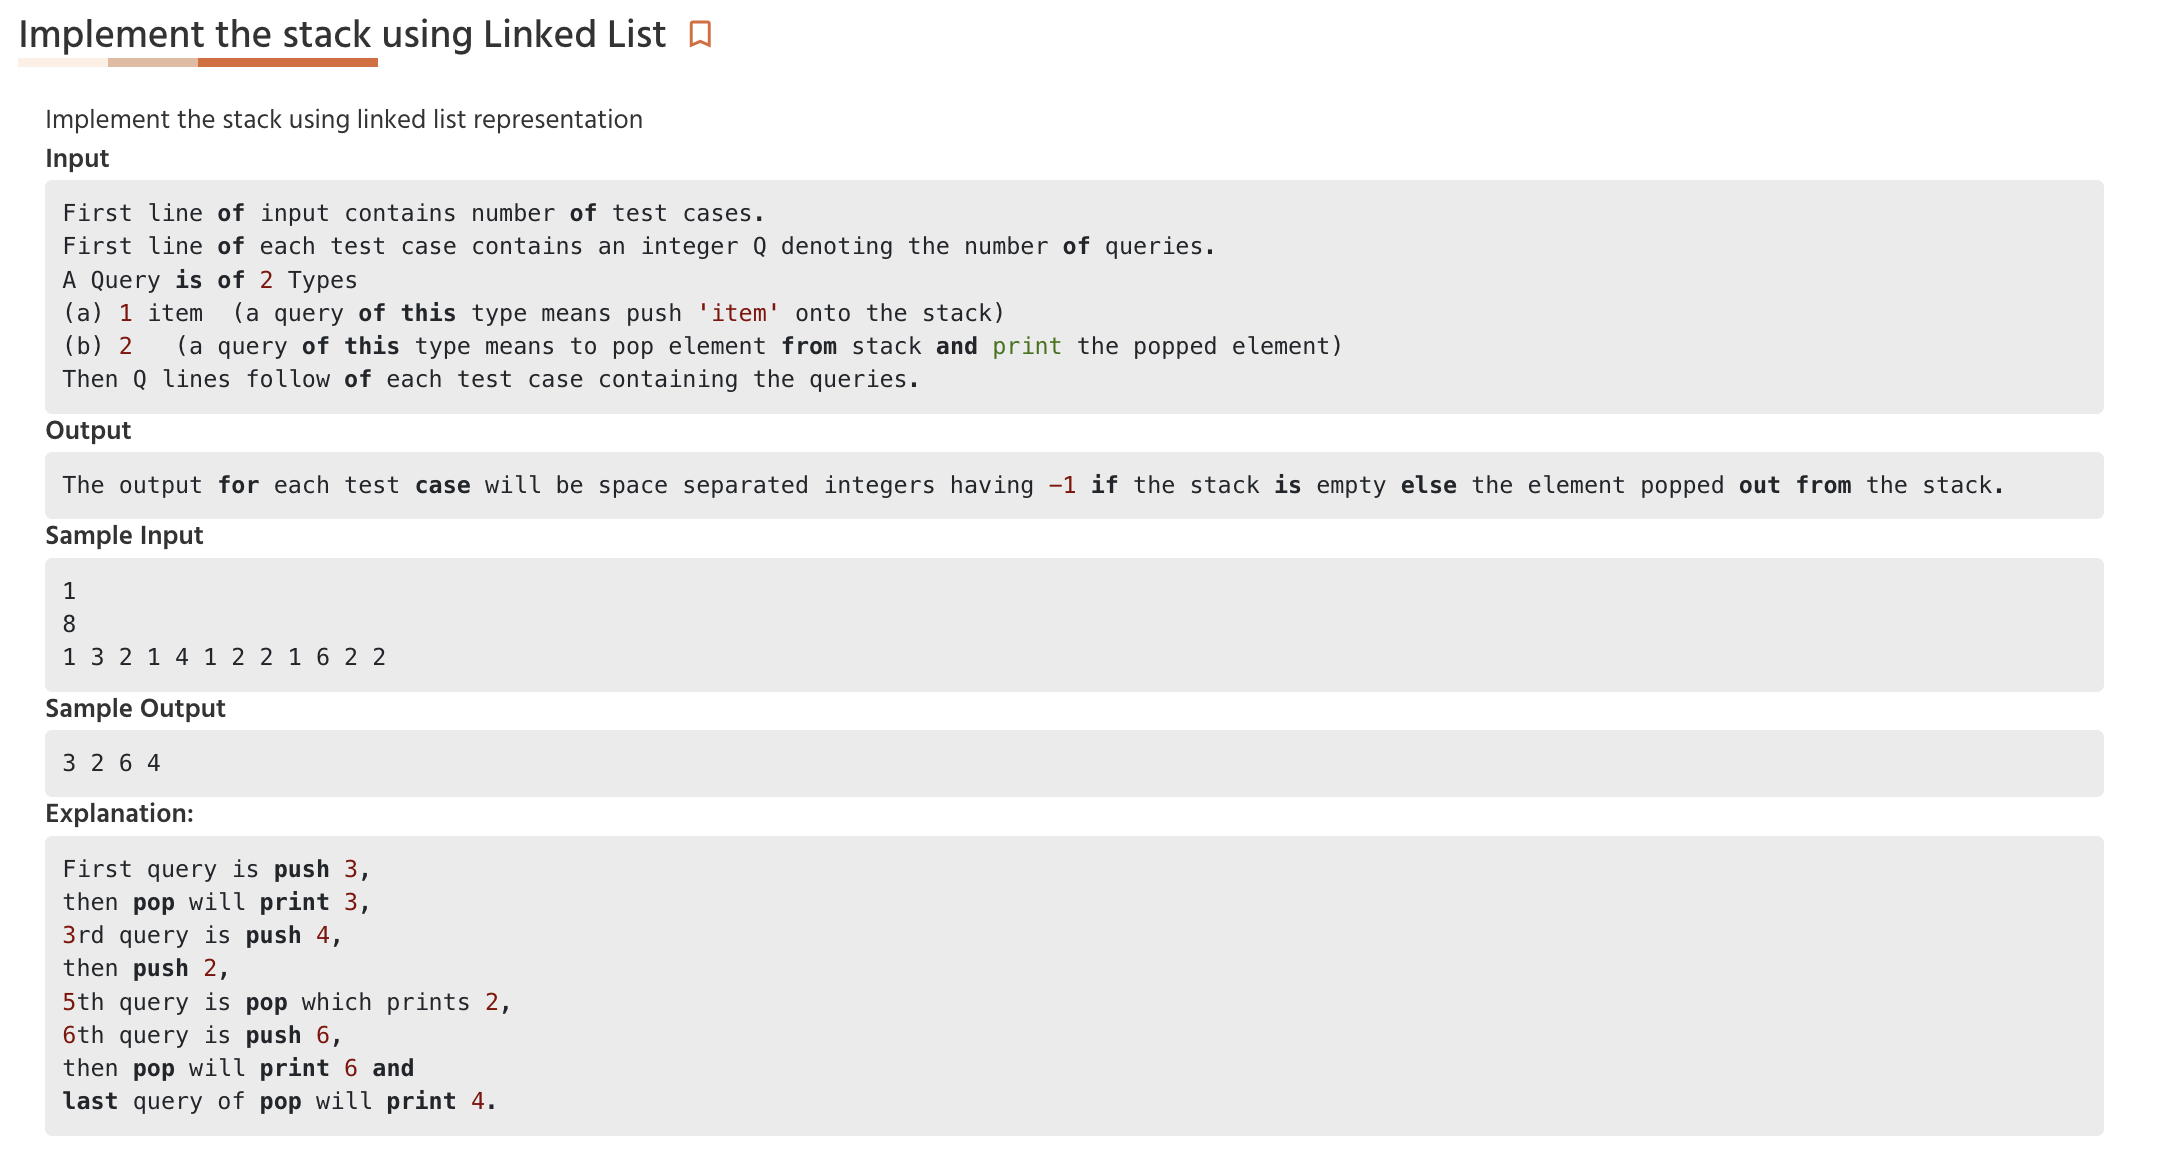 Implement the stack using Linked List
Implement the stack using linked list representation
Input
First line of input contains number of test cases.
First line of each test case contains an integer Q denoting the number of queries.
A Query is of 2 Types
(a) 1 item  (a query of this type means push 'item' onto the stack)
(b) 2   (a query of this type means to pop element from stack and print the popped element)
Then Q lines follow of each test case containing the queries.
Output
The output for each test case will be space separated integers having −1 if the stack is empty else the element popped out from the stack.
Sample Input
1
8
1 3 2 1 4 1 2 2 1 6 2 2
Sample Output
3 2 6 4
Explanation:
First query is push 3,
then pop will print 3,
3rd query is push 4,
then push 2,
5th query is pop which prints 2,
6th query is push 6,
then pop will print 6 and
last query of pop will print 4.